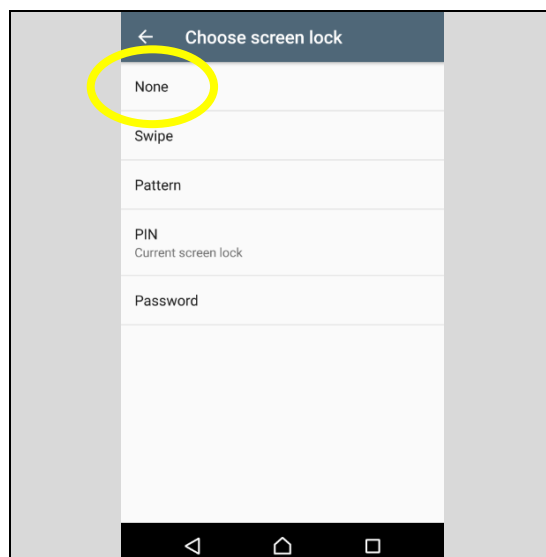 Choose screen lock
None
Swipe
Pattern
PIN
Current screen lock
Password